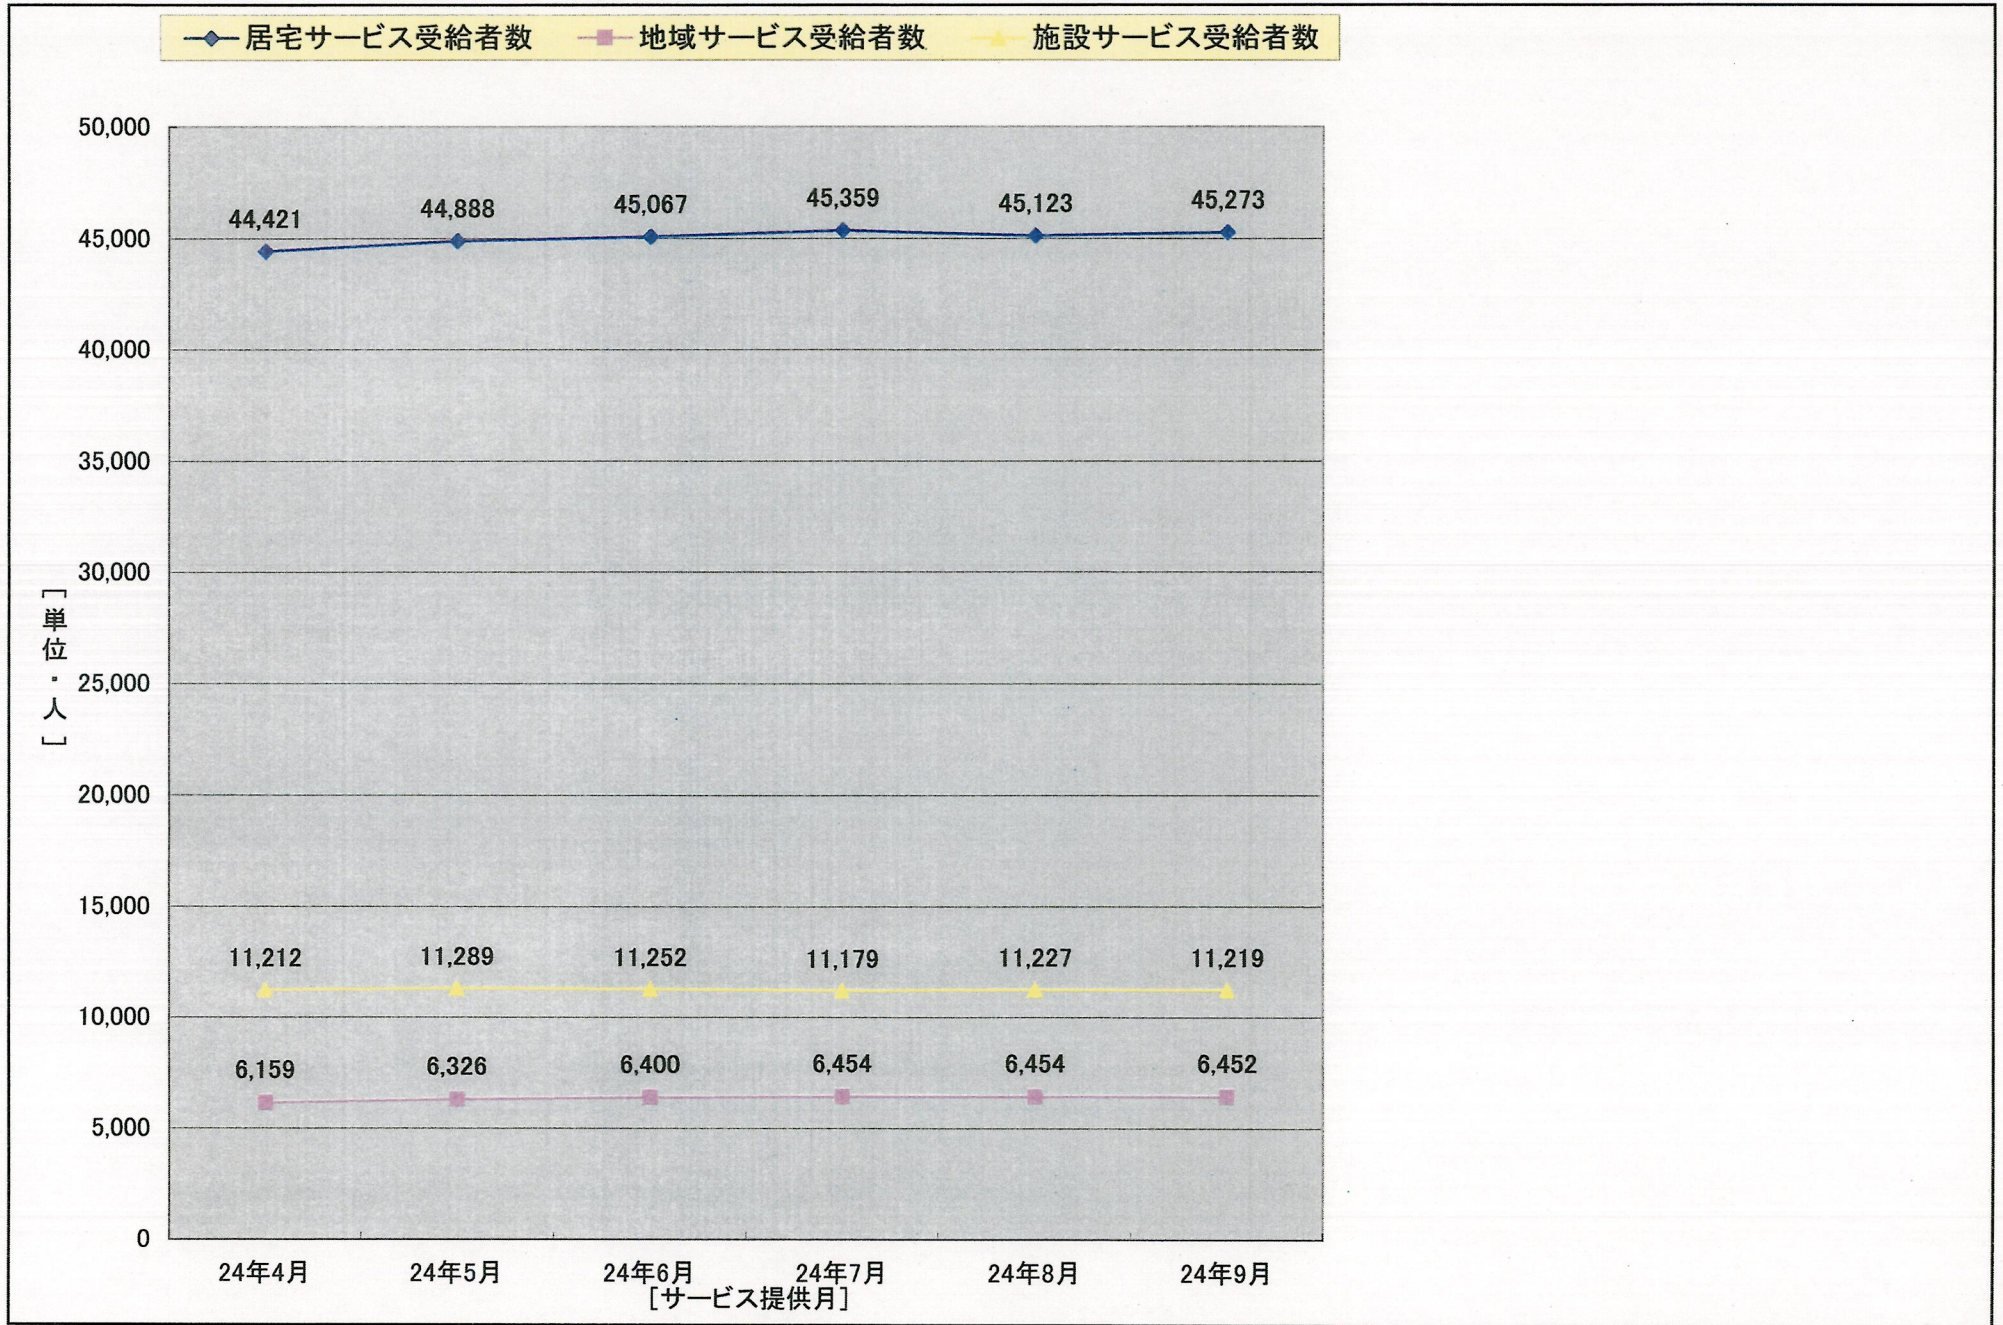 居宅サービス受給者数 地域サービス受給者数 施設サービス受給者数
50,000
44,421 44,888 45,067 45,359 45,123 45,273
45,000
40,000
35,000
30,000
[単位・人]
25,000
20,000
15,000
11,212 11,289 11,252 11,179 11,227 11,219
10,000
6,159 6,326 6,400 6,454 6,454 6,452
5,000
0
24年4月 24年5月 24年6月 24年7月 24年8月 24年9月
[サービス提供月]